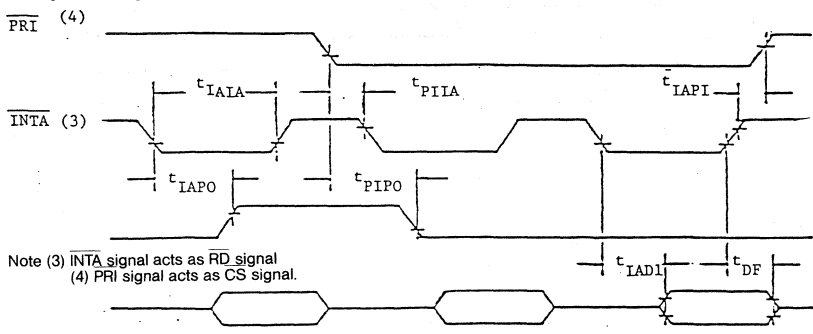 PRI (4)
tIAIA
tPIIA
tIAPI
INTA (3)
tIAPO
tPIPO
Note (3) INTA signal acts as RD signal
(4) PRI signal acts as CS signal.
tIAD1
tDF